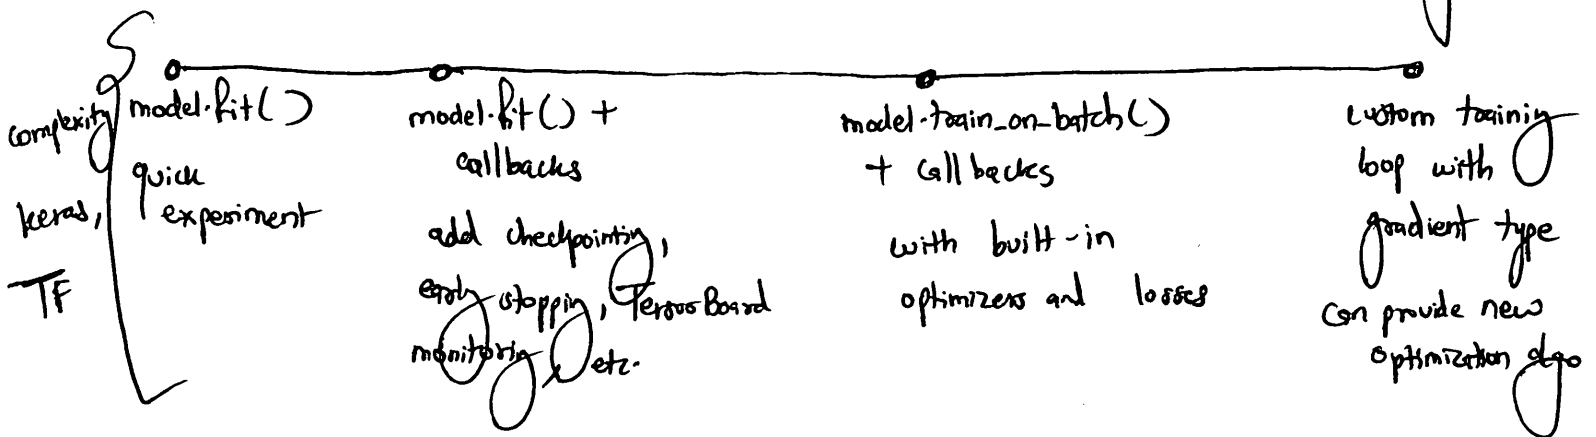 complexity
keras,
TF
model.fit()
quick
experiment
model.fit() +
callbacks
add checkpointing,
early stopping, TensorBoard
monitoring, etc.
model.train_on_batch()
+ callbacks
with built-in
optimizers and losses
custom training
loop with
gradient type
can provide new
optimization algo